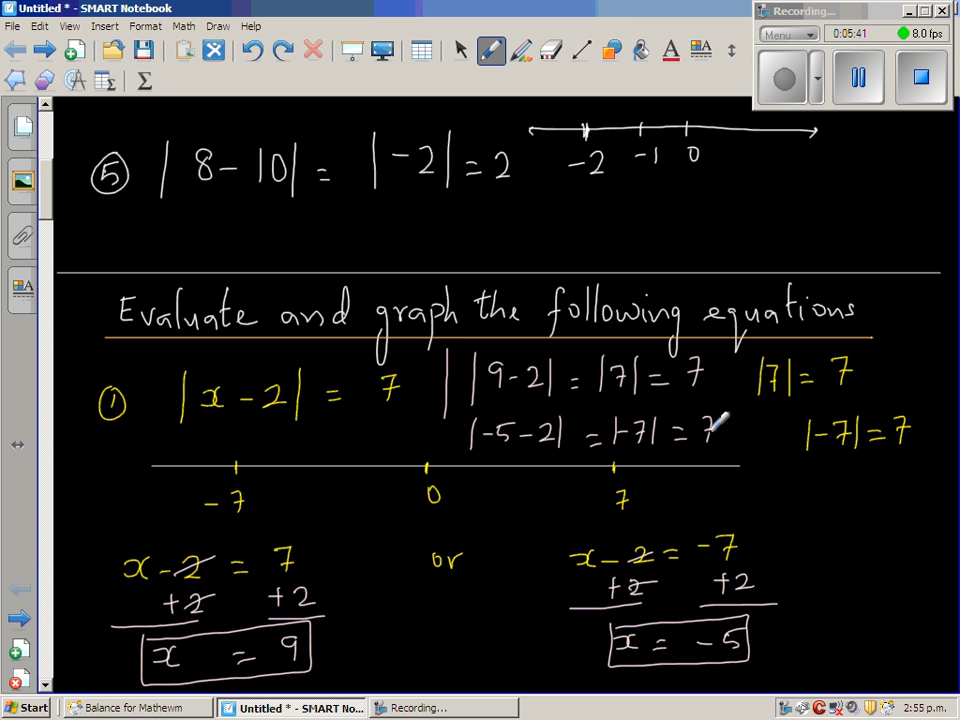 Untitled * - SMART Notebook
Recording...
File Edit View Insert Format Math Draw Help
Menu 0:05:41 8.0 fps
⑤ | 8 - 10| = |-2| = 2
-2 -1 0
Evaluate and graph the following equations
① |x - 2| = 7 | |9-2| = |7| = 7 |7| = 7
|-5-2| = |-7| = 7 |-7| = 7
-7 0 7
x - 2 = 7 or x - 2 = -7
+2 +2 +2 +2
x = 9 x = -5
Start Balance for Mathewm Untitled * - SMART No... Recording... 2:55 p.m.